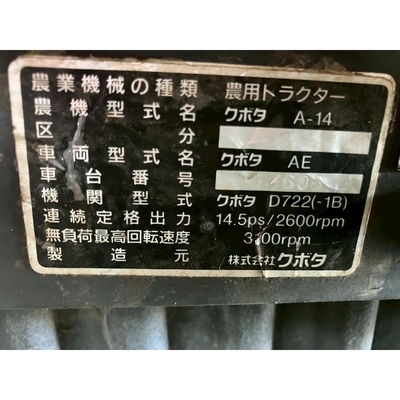 農業機械の種類 農用トラクター
農機型式名 クボタ A-14
区分
車両型式名 クボタ AE
車台番号
機関型式 クボタ D722(-1B)
連続定格出力 14.5ps/2600rpm
無負荷最高回転速度 rpm
製造元 株式会社クボタ